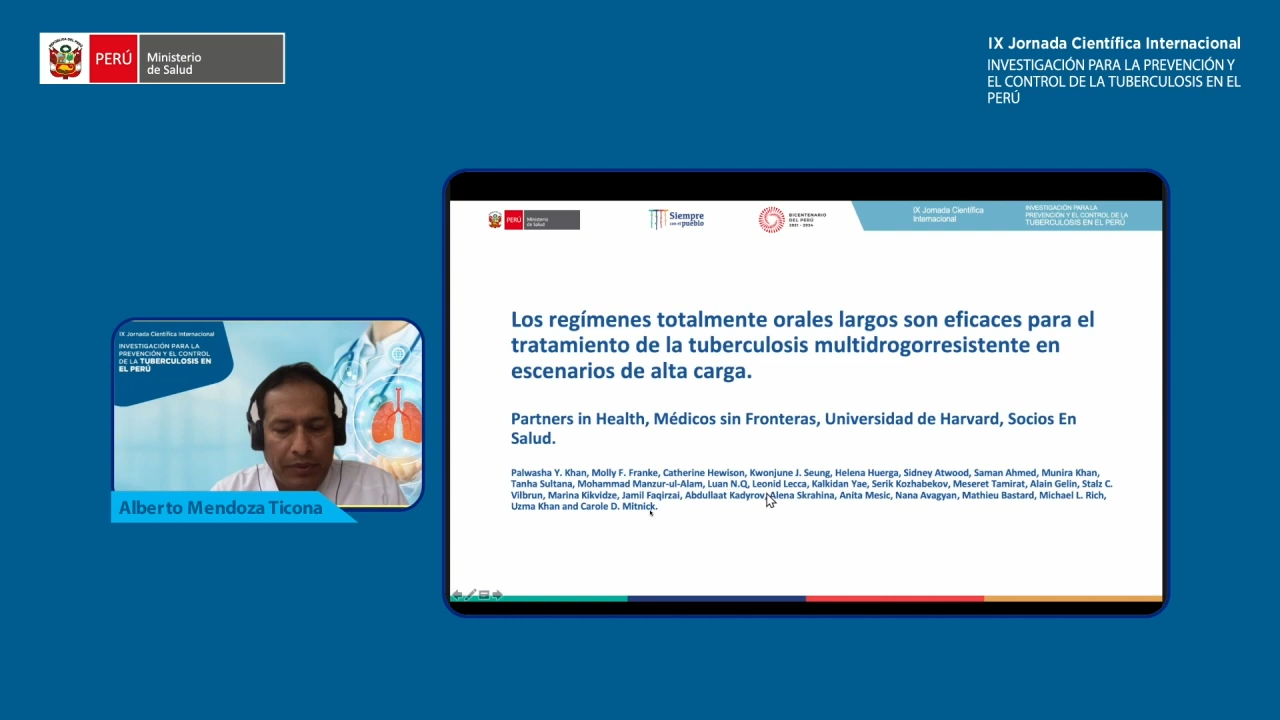 PERÚ
Ministerio
de Salud
IX Jornada Científica Internacional
INVESTIGACIÓN PARA LA PREVENCIÓN Y
EL CONTROL DE LA TUBERCULOSIS EN EL
PERÚ
PERÚ
Ministerio
de Salud
Siempre
con el pueblo
BICENTENARIO
DEL PERÚ
2021 - 2024
IX Jornada Científica
Internacional
INVESTIGACIÓN PARA LA
PREVENCIÓN Y EL CONTROL DE LA
TUBERCULOSIS EN EL PERÚ
Los regímenes totalmente orales largos son eficaces para el
tratamiento de la tuberculosis multidrogorresistente en
escenarios de alta carga.
Partners in Health, Médicos sin Fronteras, Universidad de Harvard, Socios En
Salud.
Palwasha Y. Khan, Molly F. Franke, Catherine Hewison, Kwonjune J. Seung, Helena Huerga, Sidney Atwood, Saman Ahmed, Munira Khan,
Tanha Sultana, Mohammad Manzur-ul-Alam, Luan N.Q, Leonid Lecca, Kalkidan Yae, Serik Kozhabekov, Meseret Tamirat, Alain Gelin, Stalz C.
Vilbrun, Marina Kikvidze, Jamil Faqirzai, Abdullaat Kadyrov, Alena Skrahina, Anita Mesic, Nana Avagyan, Mathieu Bastard, Michael L. Rich,
Uzma Khan and Carole D. Mitnick.
IX Jornada Científica Internacional
INVESTIGACIÓN PARA LA
PREVENCIÓN Y EL CONTROL
DE LA TUBERCULOSIS EN
EL PERÚ
Alberto Mendoza Ticona